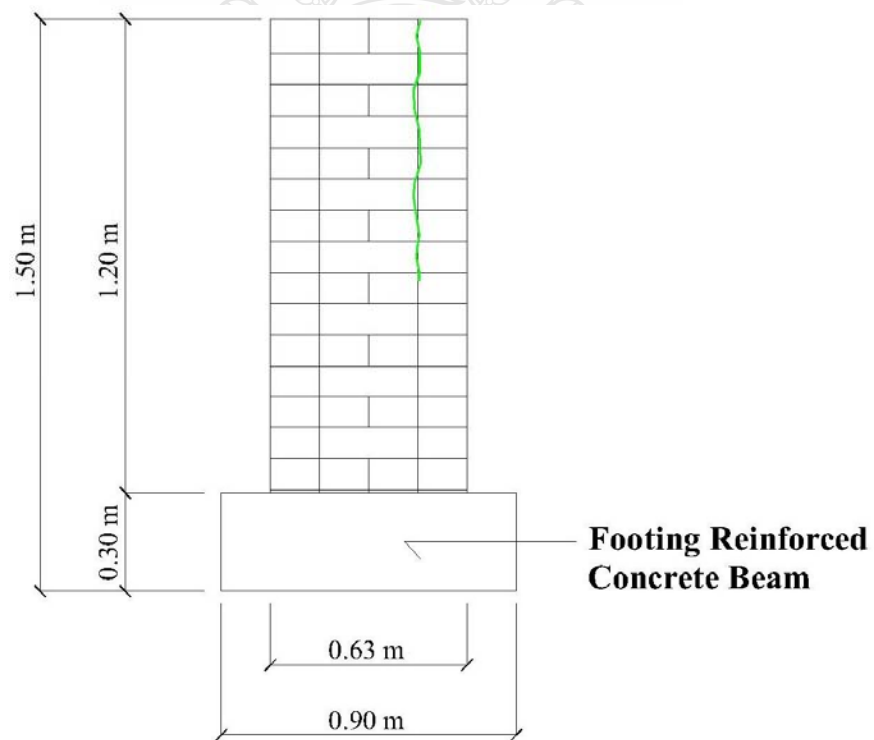 1.50 m
1.20 m
0.30 m
Footing Reinforced
Concrete Beam
0.63 m
0.90 m